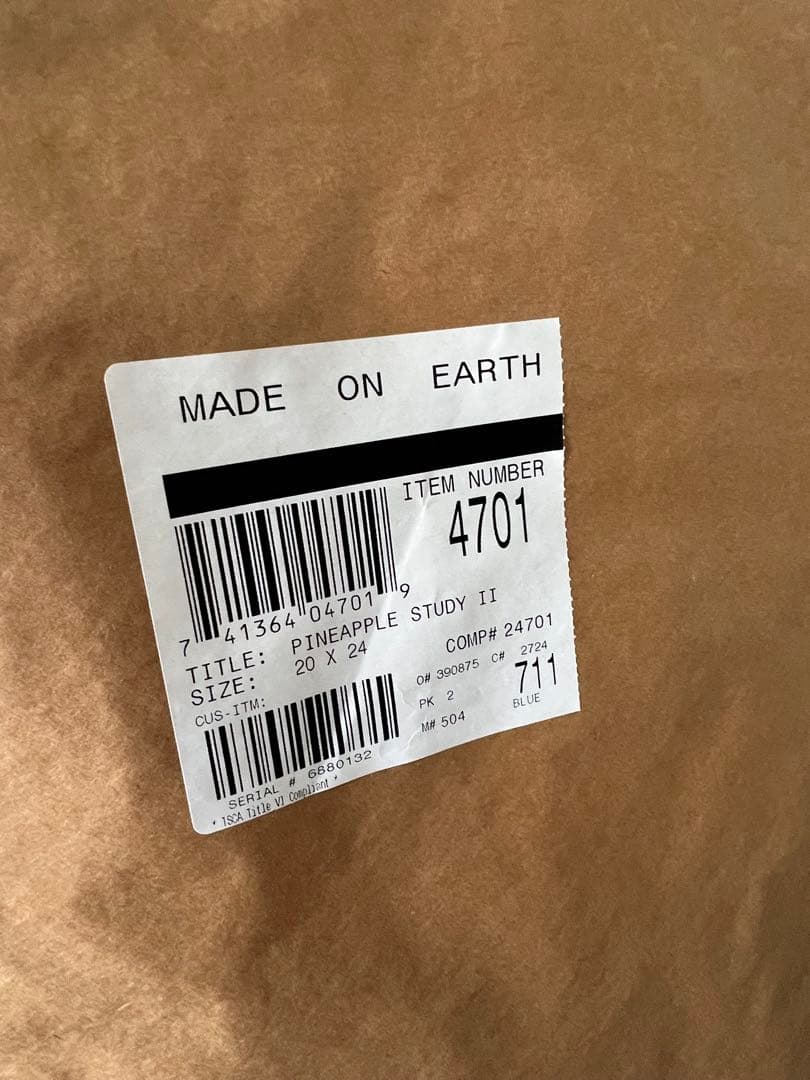 MADE ON EARTH
ITEM NUMBER
4701
7 41364 04701 9
TITLE: PINEAPPLE STUDY II
SIZE: 20 X 24
COMP# 24701
CUS-ITM:
O# 390875 C# 2724
PK 2
711
M# 504
BLUE
SERIAL # 6880132
* TSCA Title VI Compliant *